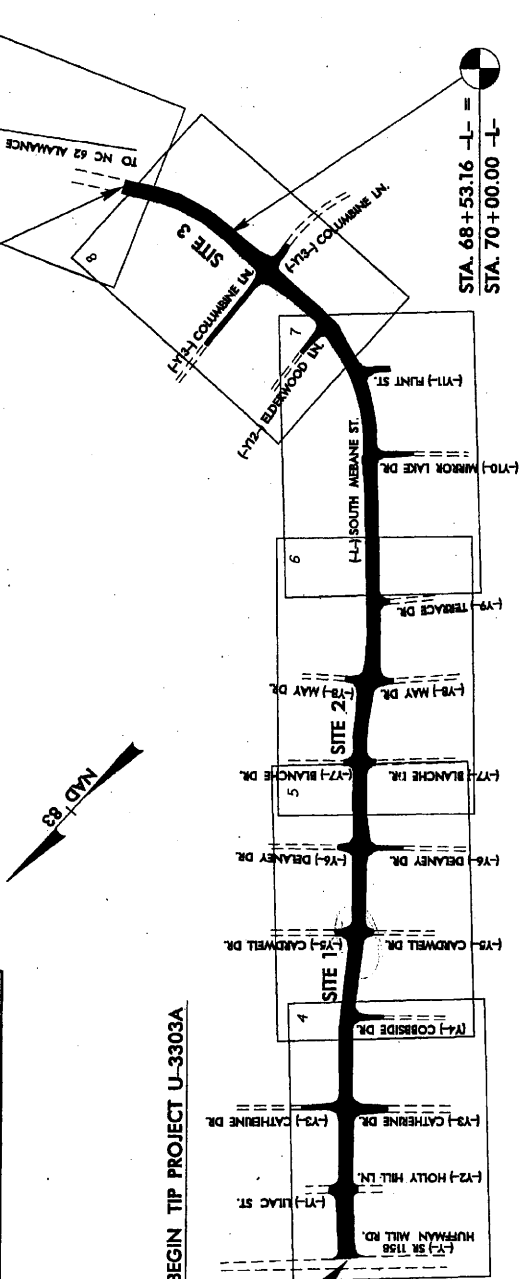 STA. 68+53.16 -L- =
STA. 70+00.00 -L-
TO NC 62 ALAMANCE
8
SITE 3
(-Y13-) COLUMBINE LN.
(-Y13-) COLUMBINE LN.
7
(-Y12-) ELDERWOOD LN.
(-Y11-) FLINT ST.
(-L-) SOUTH MEBANE ST.
(-Y10-) MIRROR LAKE DR.
6
(-Y9-) TERRACE DR.
(-Y8-) MAY DR.
(-Y8-) MAY DR.
SITE 2
(-Y7-) BLANCHE DR.
(-Y7-) BLANCHE DR.
NAD 83
5
(-Y6-) DELANEY DR.
(-Y6-) DELANEY DR.
(-Y5-) CARDWELL DR.
(-Y5-) CARDWELL DR.
SITE 1
4
(-Y4-) COBBSIDE DR.
BEGIN TIP PROJECT U-3303A
(-Y3-) CATHERINE DR.
(-Y3-) CATHERINE DR.
(-Y2-) HOLLY HILL LN.
(-Y1-) LILAC ST.
(-Y-) SR 1158
HUFFMAN MILL RD.